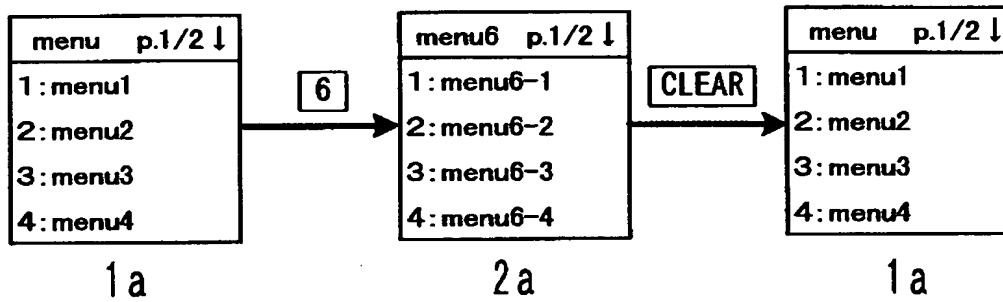 menu p.1/2 ↓
1:menu1
2:menu2
3:menu3
4:menu4
1a
6
menu6 p.1/2 ↓
1:menu6-1
2:menu6-2
3:menu6-3
4:menu6-4
2a
CLEAR
menu p.1/2 ↓
1:menu1
2:menu2
3:menu3
4:menu4
1a